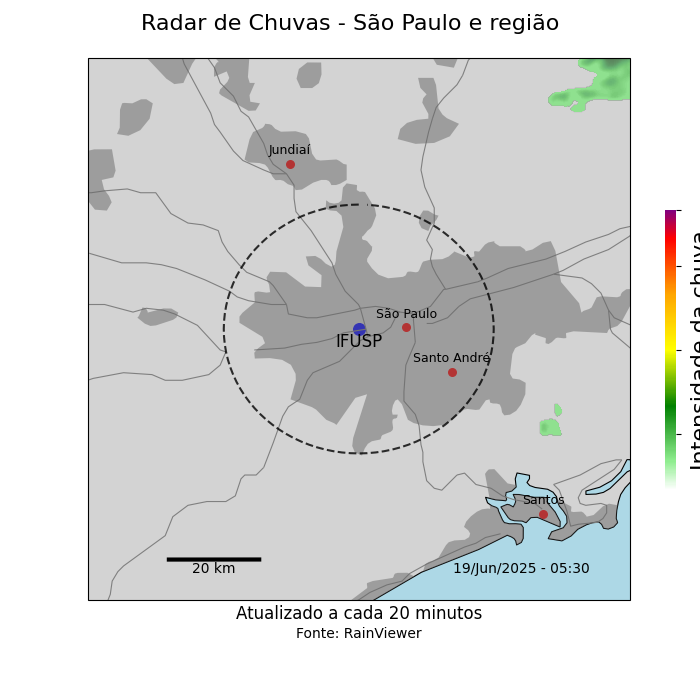 Radar de Chuvas - São Paulo e região
Jundiaí
São Paulo
IFUSP
Santo André
Santos
20 km
19/Jun/2025 - 05:30
Intensidade da chuva
Atualizado a cada 20 minutos
Fonte: RainViewer